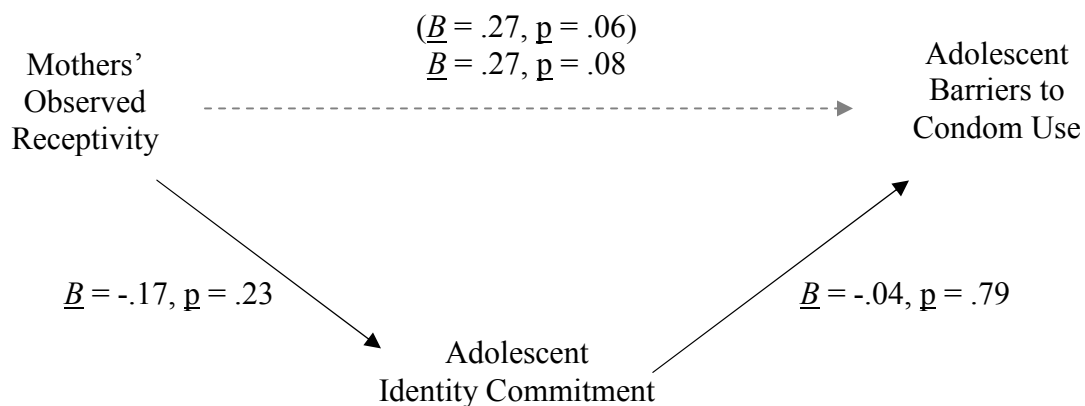 Mothers’
Observed
Receptivity
(B = .27, p = .06)
B = .27, p = .08
Adolescent
Barriers to
Condom Use
B = -.17, p = .23
B = -.04, p = .79
Adolescent
Identity Commitment